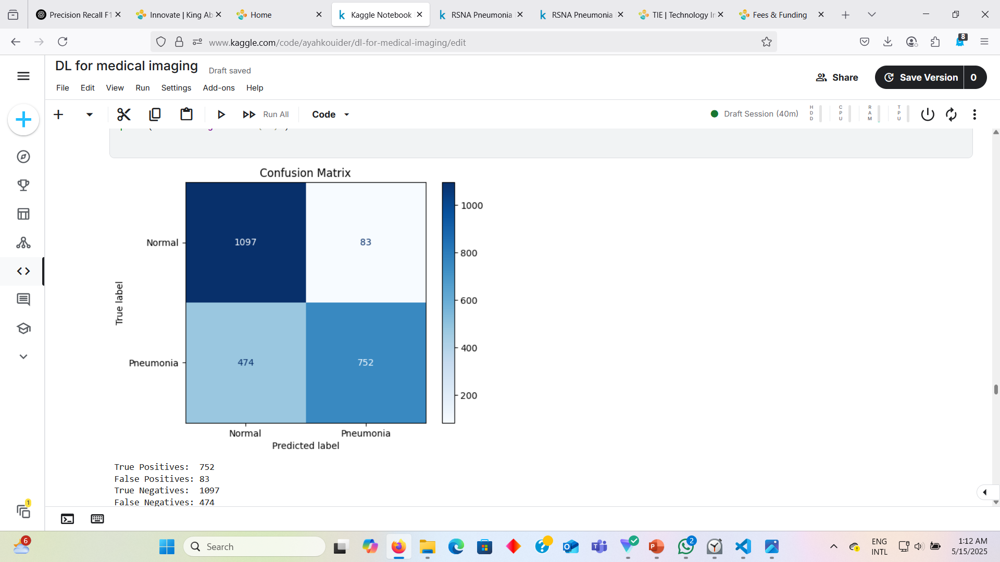 Precision Recall F1
Innovate | King Ab
Home
Kaggle Notebook
RSNA Pneumonia
RSNA Pneumonia
TIE | Technology In
Fees & Funding
www.kaggle.com/code/ayahkouider/dl-for-medical-imaging/edit
8
DL for medical imaging
Draft saved
File
Edit
View
Run
Settings
Add-ons
Help
Share
Save Version
0
Run All
Code
Draft Session (40m)
HDD
CPU
RAM
TPU
Confusion Matrix
1097
83
474
752
Normal
Pneumonia
True label
Normal
Pneumonia
Predicted label
1000
800
600
400
200
True Positives:  752
False Positives: 83
True Negatives:  1097
False Negatives: 474
1
6
Search
2
ENG
INTL
1:12 AM
5/15/2025